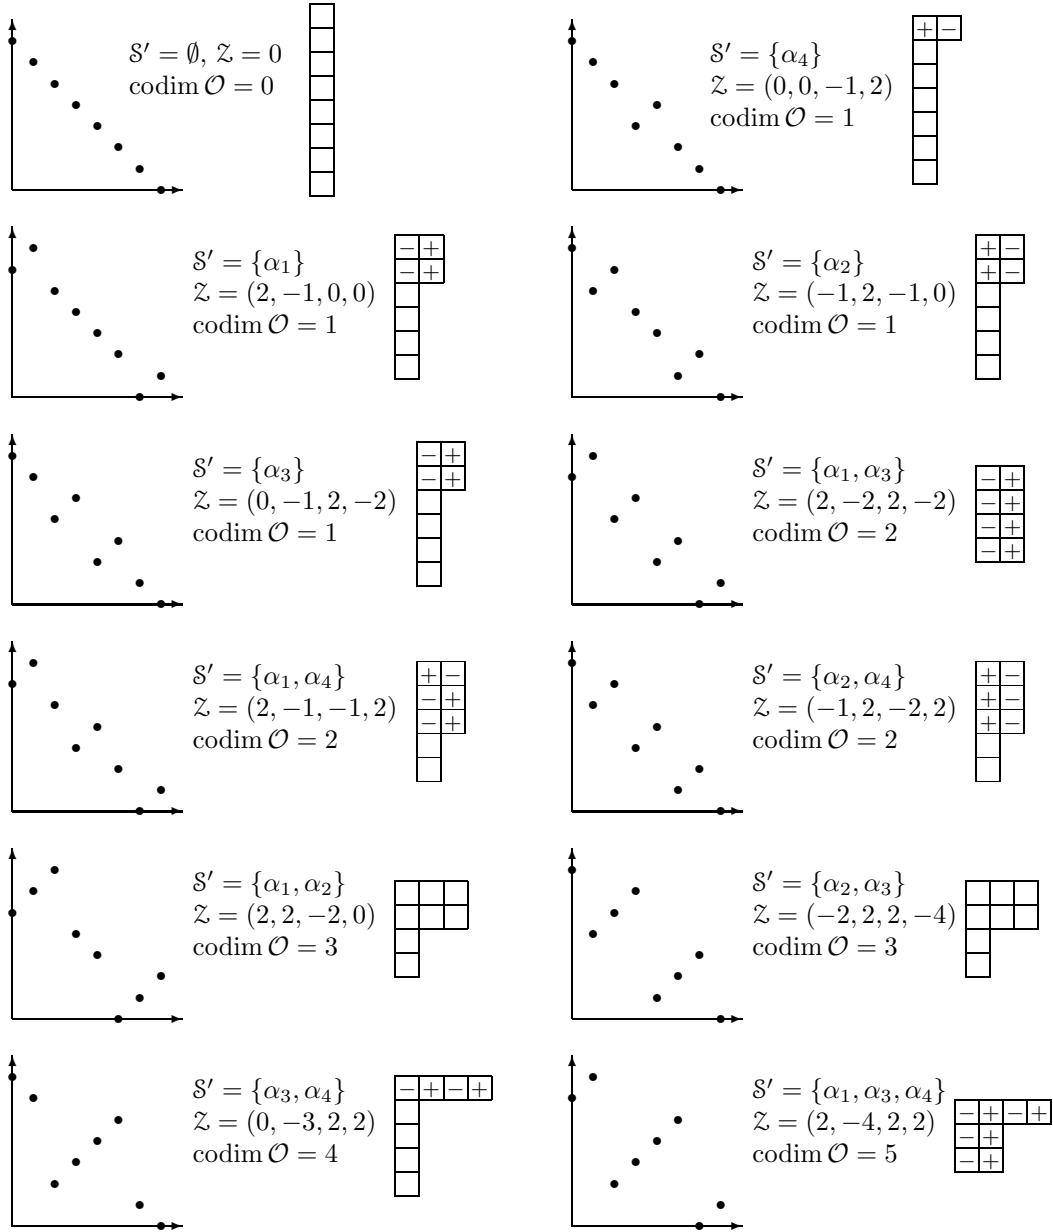 𝒮′ = ∅, 𝒵 = 0
codim 𝒪 = 0
+ −
𝒮′ = {α₄}
𝒵 = (0, 0, −1, 2)
codim 𝒪 = 1
𝒮′ = {α₁}
𝒵 = (2, −1, 0, 0)
codim 𝒪 = 1
− +
− +
𝒮′ = {α₂}
𝒵 = (−1, 2, −1, 0)
codim 𝒪 = 1
+ −
+ −
𝒮′ = {α₃}
𝒵 = (0, −1, 2, −2)
codim 𝒪 = 1
− +
− +
𝒮′ = {α₁, α₃}
𝒵 = (2, −2, 2, −2)
codim 𝒪 = 2
− +
− +
− +
− +
𝒮′ = {α₁, α₄}
𝒵 = (2, −1, −1, 2)
codim 𝒪 = 2
+ −
− +
− +
𝒮′ = {α₂, α₄}
𝒵 = (−1, 2, −2, 2)
codim 𝒪 = 2
+ −
+ −
+ −
𝒮′ = {α₁, α₂}
𝒵 = (2, 2, −2, 0)
codim 𝒪 = 3
𝒮′ = {α₂, α₃}
𝒵 = (−2, 2, 2, −4)
codim 𝒪 = 3
𝒮′ = {α₃, α₄}
𝒵 = (0, −3, 2, 2)
codim 𝒪 = 4
− + − +
𝒮′ = {α₁, α₃, α₄}
𝒵 = (2, −4, 2, 2)
codim 𝒪 = 5
− + − +
− +
− +